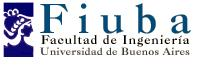 Fiuba
Facultad de Ingeniería
Universidad de Buenos Aires